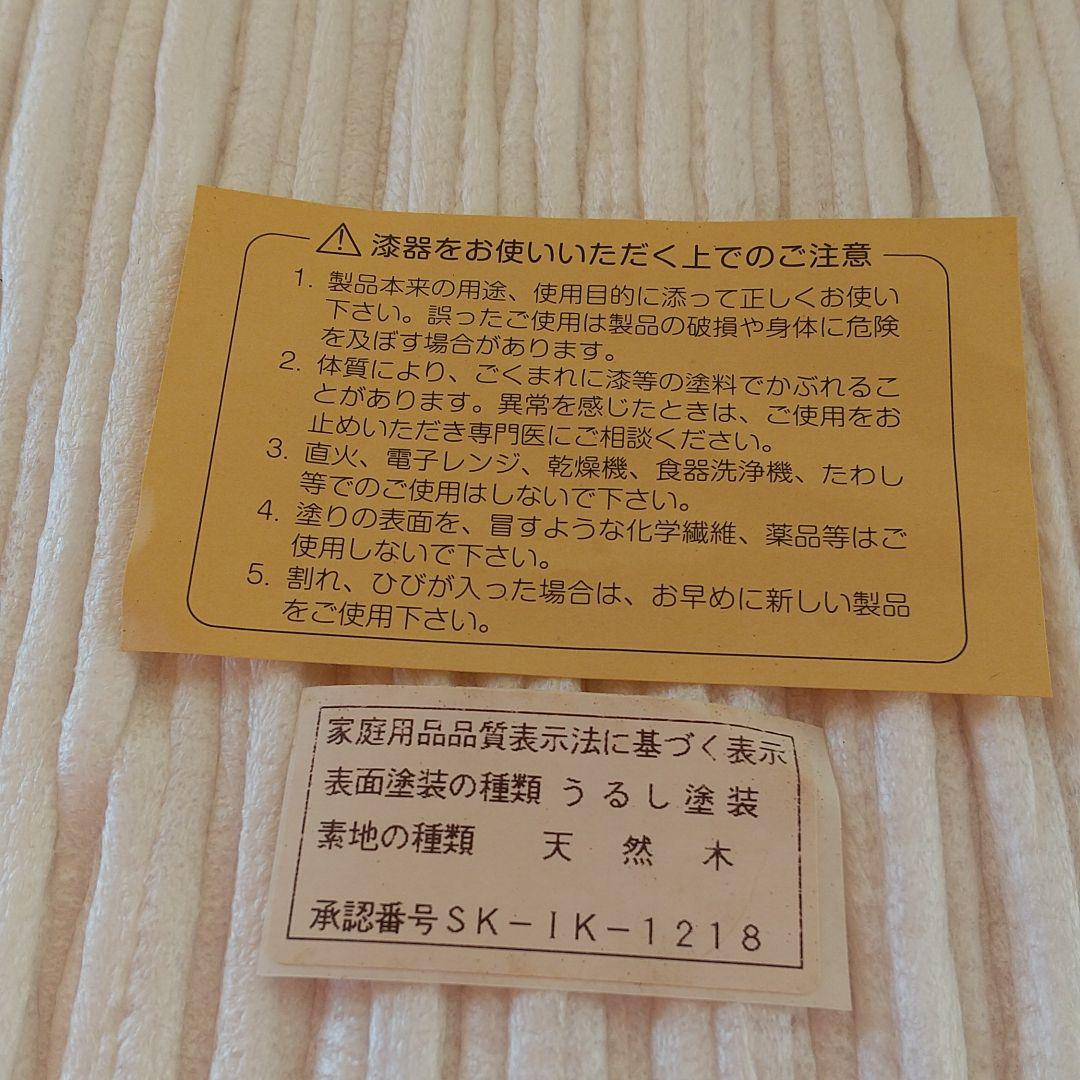 ⚠ 漆器をお使いいただく上でのご注意
1. 製品本来の用途、使用目的に添って正しくお使い
下さい。誤ったご使用は製品の破損や身体に危険
を及ぼす場合があります。
2. 体質により、ごくまれに漆等の塗料でかぶれるこ
とがあります。異常を感じたときは、ご使用をお
止めいただき専門医にご相談ください。
3. 直火、電子レンジ、乾燥機、食器洗浄機、たわし
等でのご使用はしないで下さい。
4. 塗りの表面を、冒すような化学繊維、薬品等はご
使用しないで下さい。
5. 割れ、ひびが入った場合は、お早めに新しい製品
をご使用下さい。
家庭用品品質表示法に基づく表示
表面塗装の種類 うるし塗装
素地の種類 天然木
承認番号SK-IK-1218